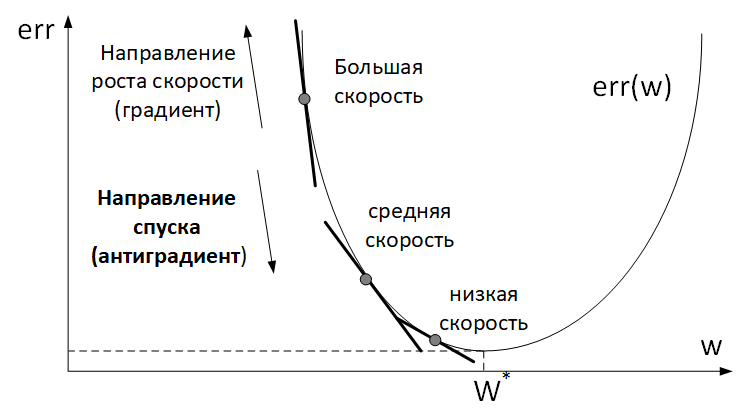 err
Направление
роста скорости
(градиент)
Большая
скорость
err(w)
Направление
спуска
(антиградиент)
средняя
скорость
низкая
скорость
w
W*